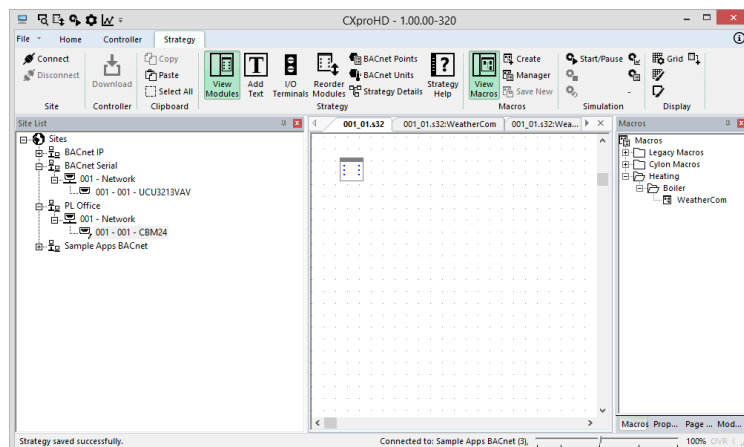 CXproHD - 1.00.00-320
File Home Controller Strategy
Connect
Disconnect
Site
Download
Controller
Copy
Paste
Select All
Clipboard
View Modules
Add Text
I/O Terminals
Reorder Modules
BACnet Points
BACnet Units
Strategy Details
Strategy Help
Strategy
View Macros
Create
Manager
Save New
Macros
Start/Pause
-
Simulation
Grid
Display
Site List
Sites
BACnet IP
BACnet Serial
001 - Network
001 - 001 - UCU3213VAV
PL Office
001 - Network
001 - 001 - CBM24
Sample Apps BACnet
001_01.s32 001_01.s32:WeatherCom 001_01.s32:Wea...
Macros
Macros
Legacy Macros
Cylon Macros
Heating
Boiler
WeatherCom
Macros Prop... Page ... Mod...
Strategy saved successfully.
Connected to: Sample Apps BACnet (3),
100% OVR